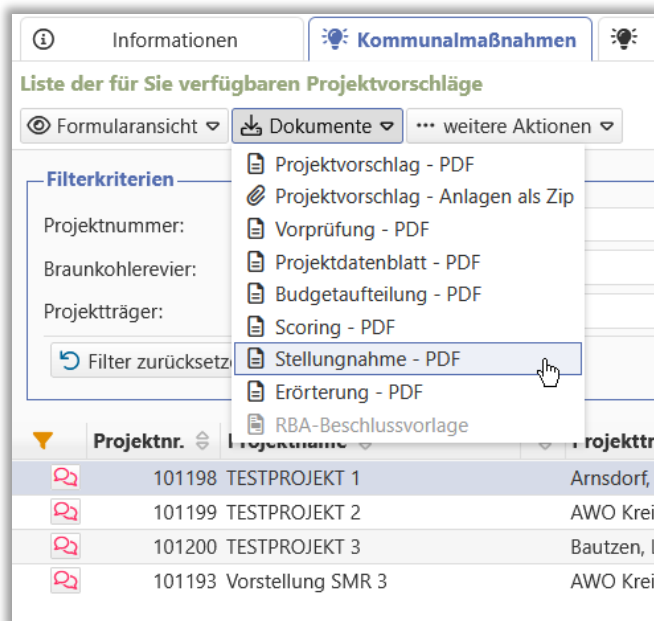 Informationen
Kommunalmaßnahmen
Liste der für Sie verfügbaren Projektvorschläge
Formularansicht
Dokumente
weitere Aktionen
Projektvorschlag - PDF
Projektvorschlag - Anlagen als Zip
Vorprüfung - PDF
Projektdatenblatt - PDF
Budgetaufteilung - PDF
Scoring - PDF
Stellungnahme - PDF
Erörterung - PDF
RBA-Beschlussvorlage
Filterkriterien
Projektnummer:
Braunkohlerevier:
Projektträger:
Filter zurücksetze
Projektnr. Projektname Projekttr
101198 TESTPROJEKT 1 Arnsdorf,
101199 TESTPROJEKT 2 AWO Krei
101200 TESTPROJEKT 3 Bautzen,
101193 Vorstellung SMR 3 AWO Krei